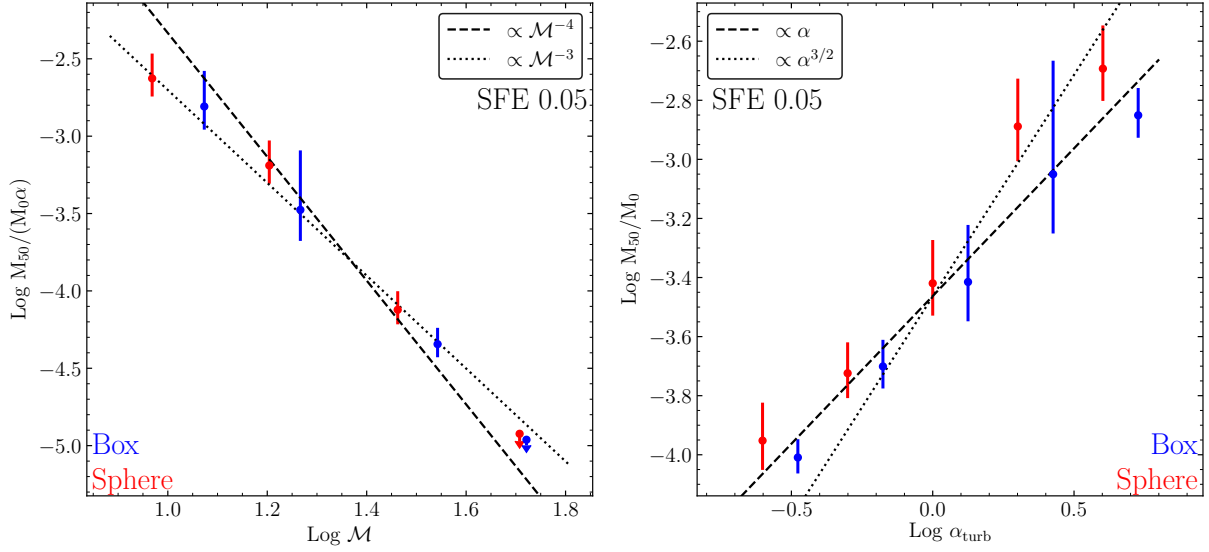 ∝ M⁻⁴
∝ M⁻³
SFE 0.05
Log M₅₀/(M₀α)
−2.5
−3.0
−3.5
−4.0
−4.5
−5.0
Box
Sphere
1.0 1.2 1.4 1.6 1.8
Log M
∝ α
∝ α^{3/2}
SFE 0.05
Log M₅₀/M₀
−2.6
−2.8
−3.0
−3.2
−3.4
−3.6
−3.8
−4.0
Box
Sphere
−0.5 0.0 0.5
Log α_turb